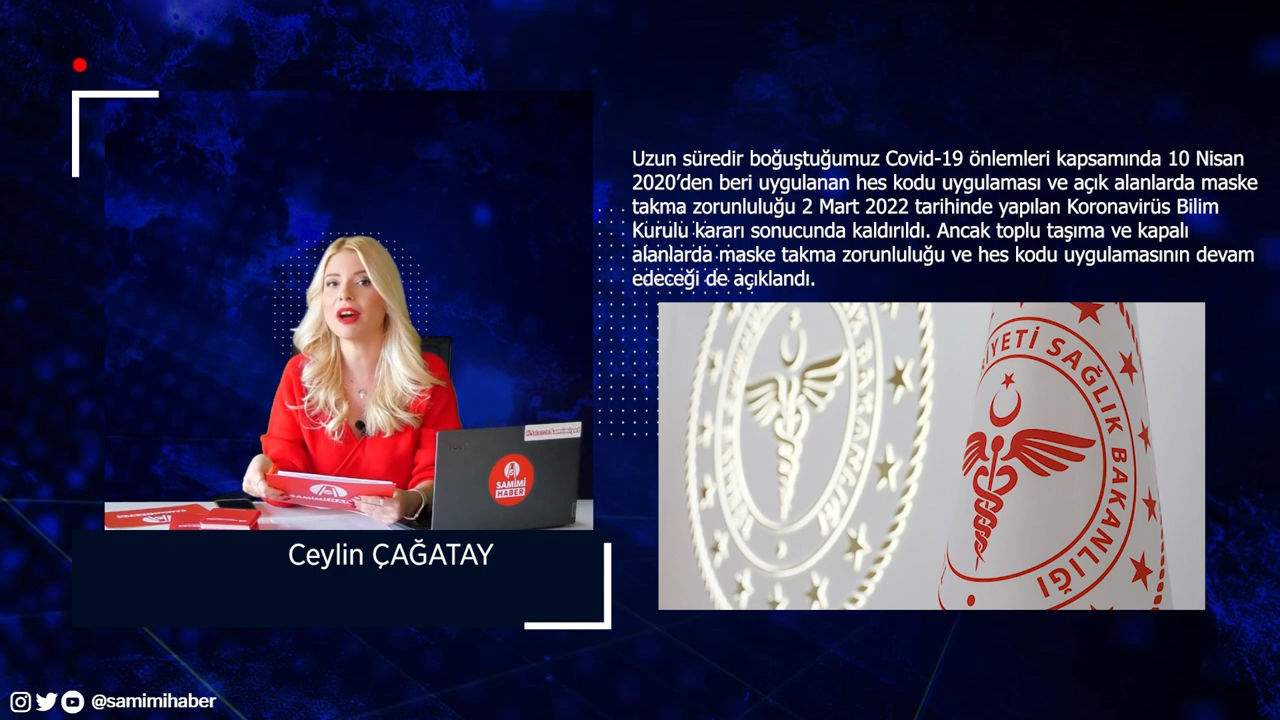 Uzun süredir boğuştuğumuz Covid-19 önlemleri kapsamında 10 Nisan
2020’den beri uygulanan hes kodu uygulaması ve açık alanlarda maske
takma zorunluluğu 2 Mart 2022 tarihinde yapılan Koronavirüs Bilim
Kurulu kararı sonucunda kaldırıldı. Ancak toplu taşıma ve kapalı
alanlarda maske takma zorunluluğu ve hes kodu uygulamasının devam
edeceği de açıklandı.
SAĞLIK BAKANLIĞI
SAMİMİ
HABER
Ceylin ÇAĞATAY
@samimihaber